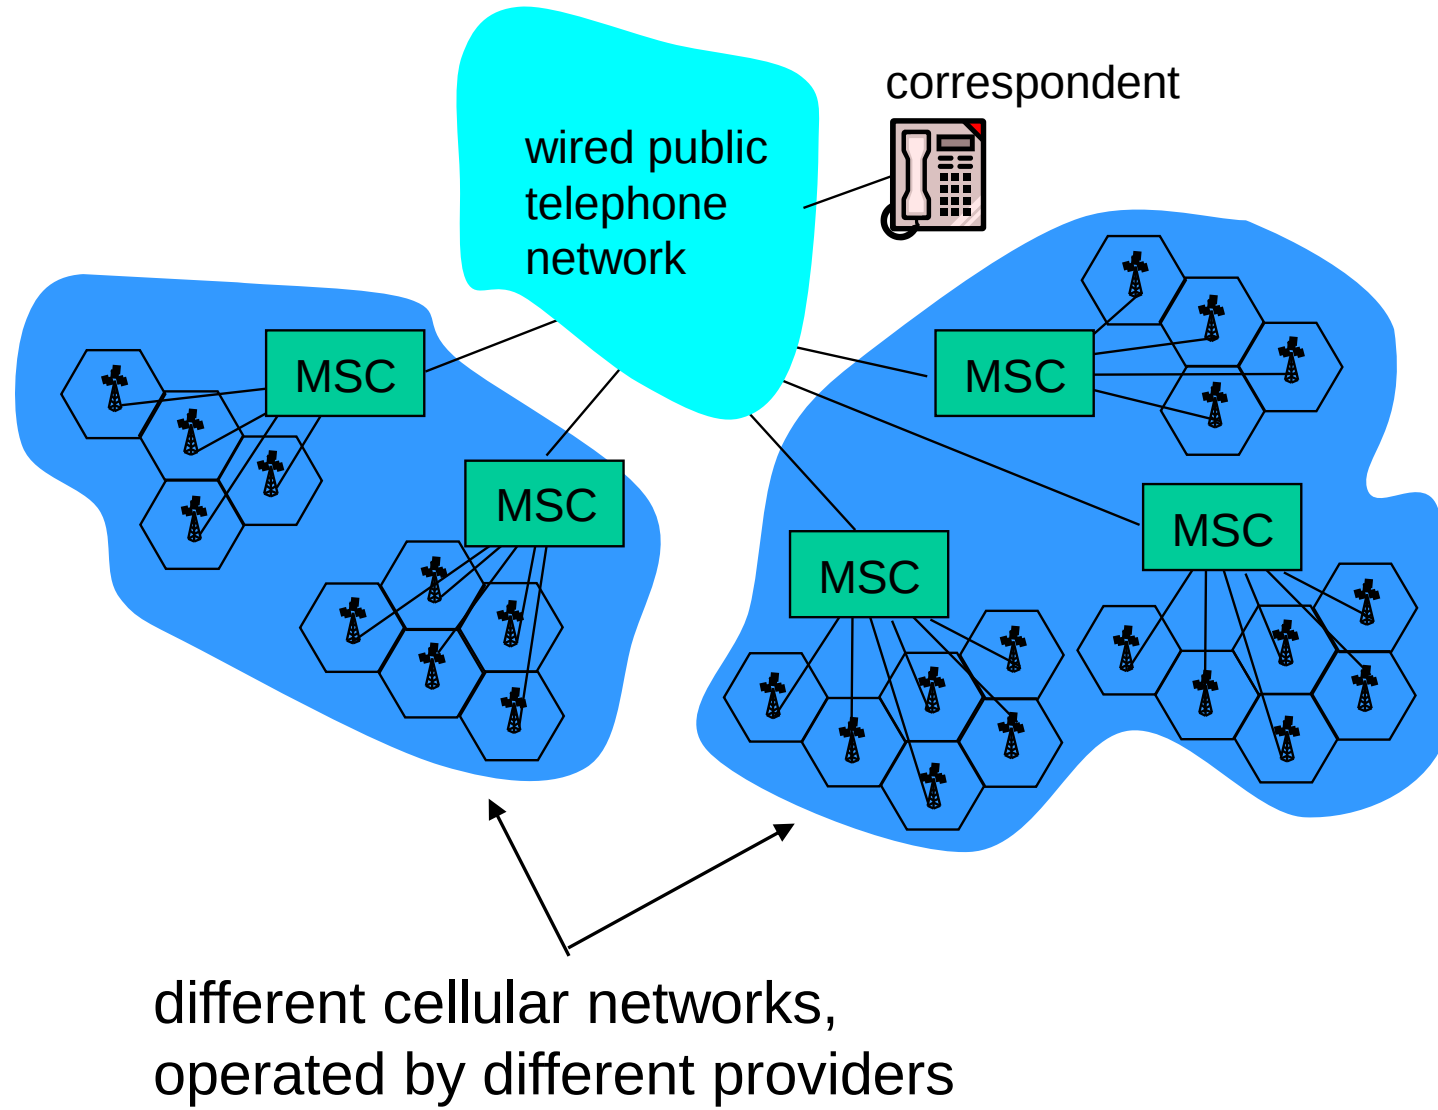 correspondent
wired public
telephone
network
MSC
MSC
MSC
MSC
MSC
different cellular networks,
operated by different providers